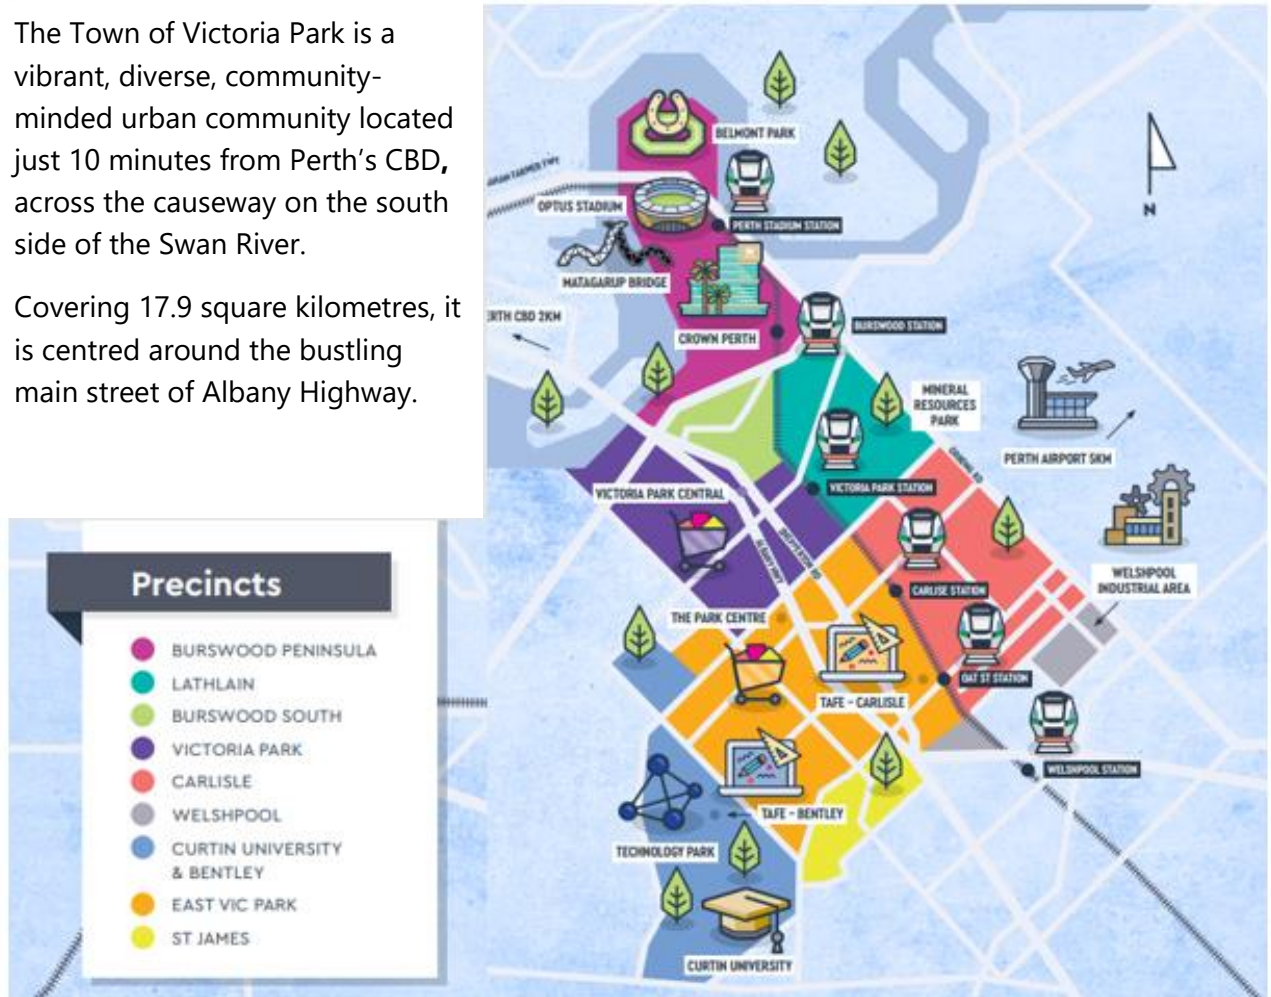 The Town of Victoria Park is a
vibrant, diverse, community-
minded urban community located
just 10 minutes from Perth's CBD,
across the causeway on the south
side of the Swan River.
Covering 17.9 square kilometres, it
is centred around the bustling
main street of Albany Highway.
BELMONT PARK
OPTUS STADIUM
PERTH STADIUM STATION
MATAGARUP BRIDGE
ERTH CBD 2KM
CROWN PERTH
BURSWOOD STATION
N
MINERAL
RESOURCES
PARK
PERTH AIRPORT 5KM
VICTORIA PARK CENTRAL
VICTORIA PARK STATION
SHEPPERTON RD
ALBANY HWY
WELSHPOOL
INDUSTRIAL AREA
CARLISE STATION
THE PARK CENTRE
OAT ST STATION
TAFE - CARLISLE
WELSHPOOL STATION
TAFE - BENTLEY
TECHNOLOGY PARK
CURTIN UNIVERSITY
Precincts
BURSWOOD PENINSULA
LATHLAIN
BURSWOOD SOUTH
VICTORIA PARK
CARLISLE
WELSHPOOL
CURTIN UNIVERSITY
& BENTLEY
EAST VIC PARK
ST JAMES